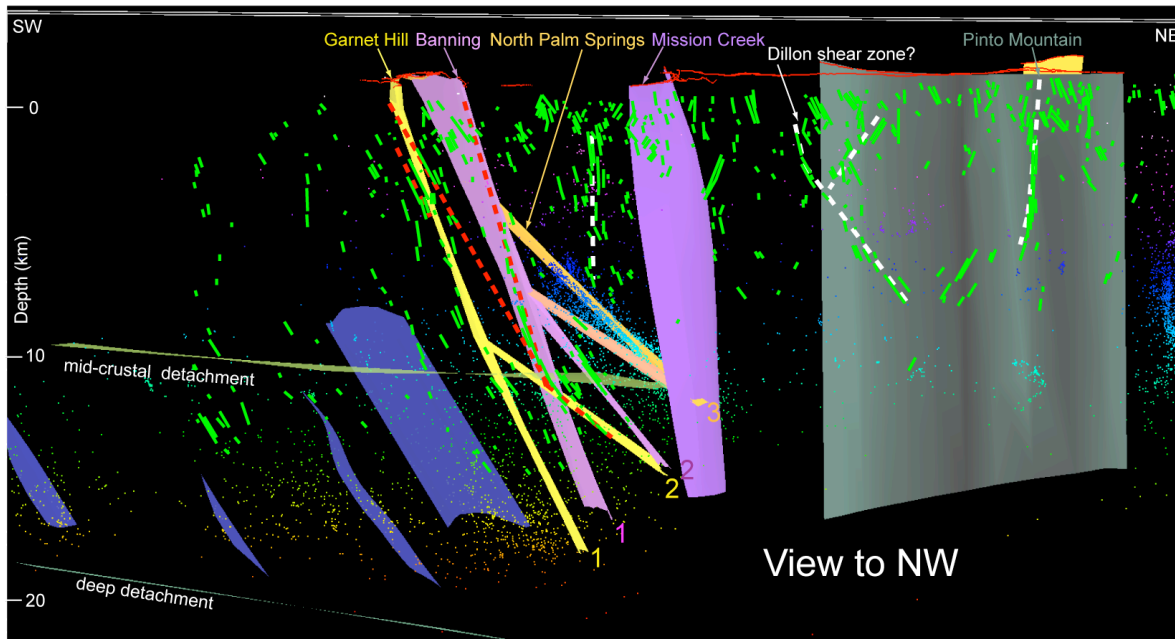 SW
NE
Garnet Hill
Banning
North Palm Springs
Mission Creek
Dillon shear zone?
Pinto Mountain
0
Depth (km)
10
mid-crustal detachment
3
2
2
1
1
View to NW
deep detachment
20